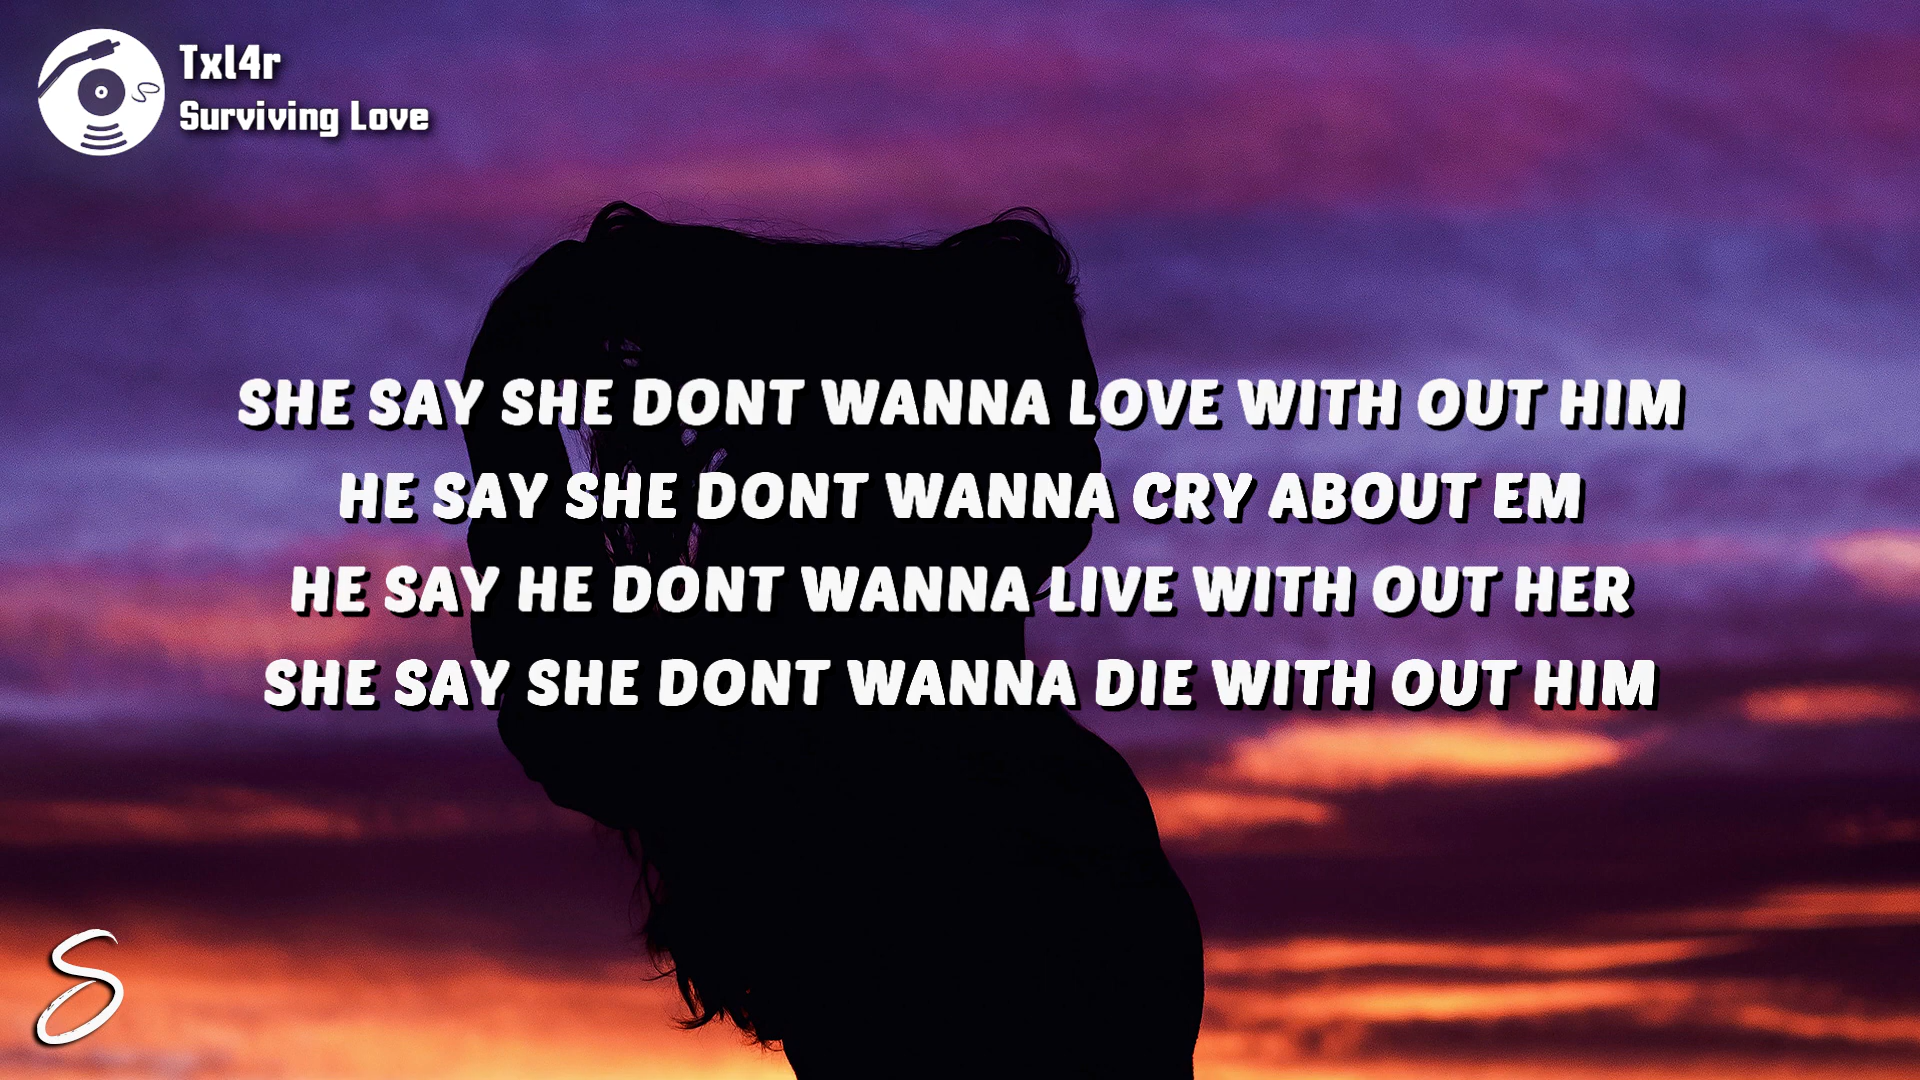 Txl4r
Surviving Love
SHE SAY SHE DONT WANNA LOVE WITH OUT HIM
HE SAY SHE DONT WANNA CRY ABOUT EM
HE SAY HE DONT WANNA LIVE WITH OUT HER
SHE SAY SHE DONT WANNA DIE WITH OUT HIM
S